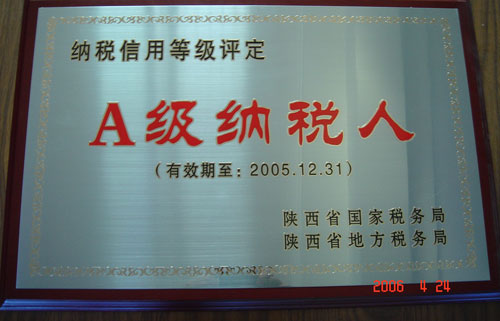 纳税信用等级评定
A级纳税人
(有效期至：2005.12.31)
陕西省国家税务局
陕西省地方税务局
2006 4 24